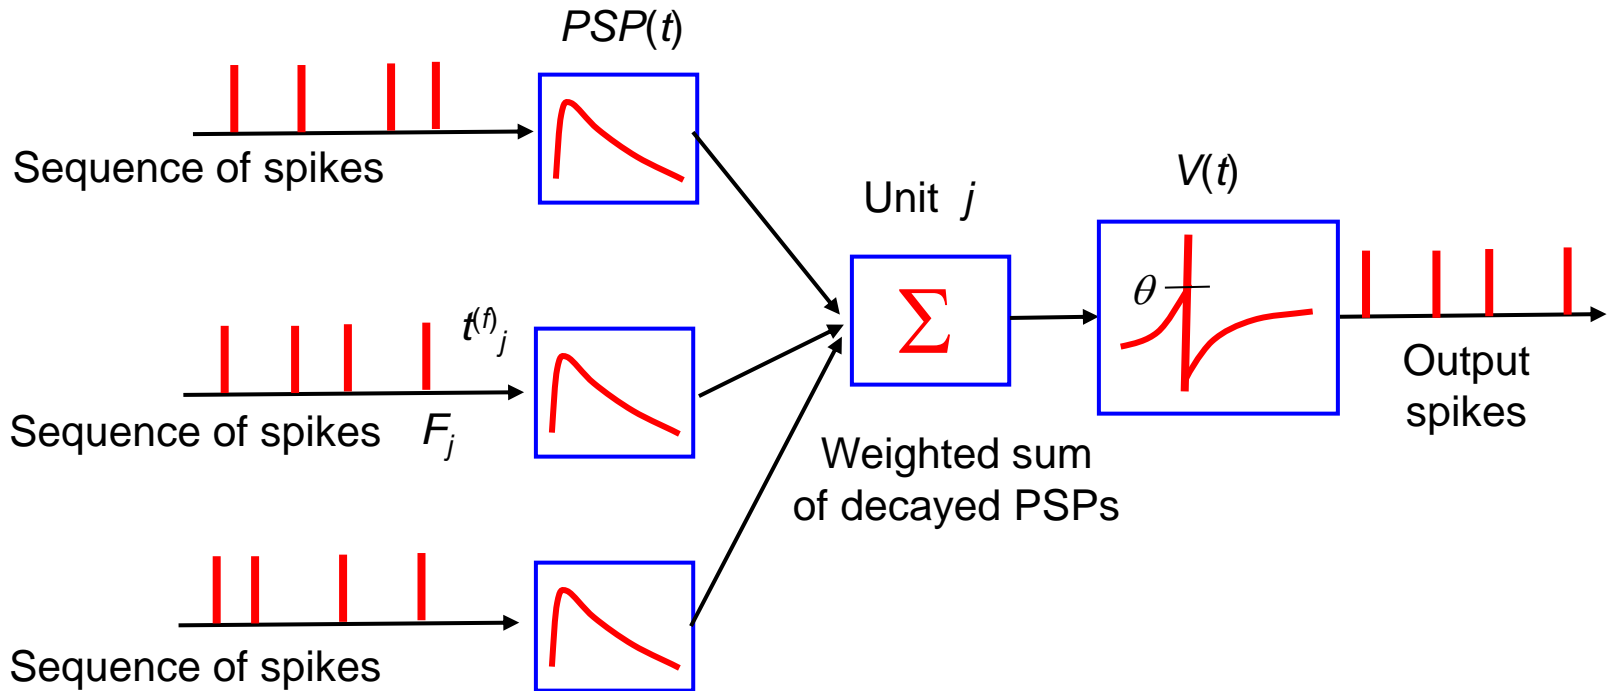 PSP(t)
Sequence of spikes
Unit j
V(t)
Σ
θ
t(f)j
Sequence of spikes Fj
Output
spikes
Weighted sum
of decayed PSPs
Sequence of spikes